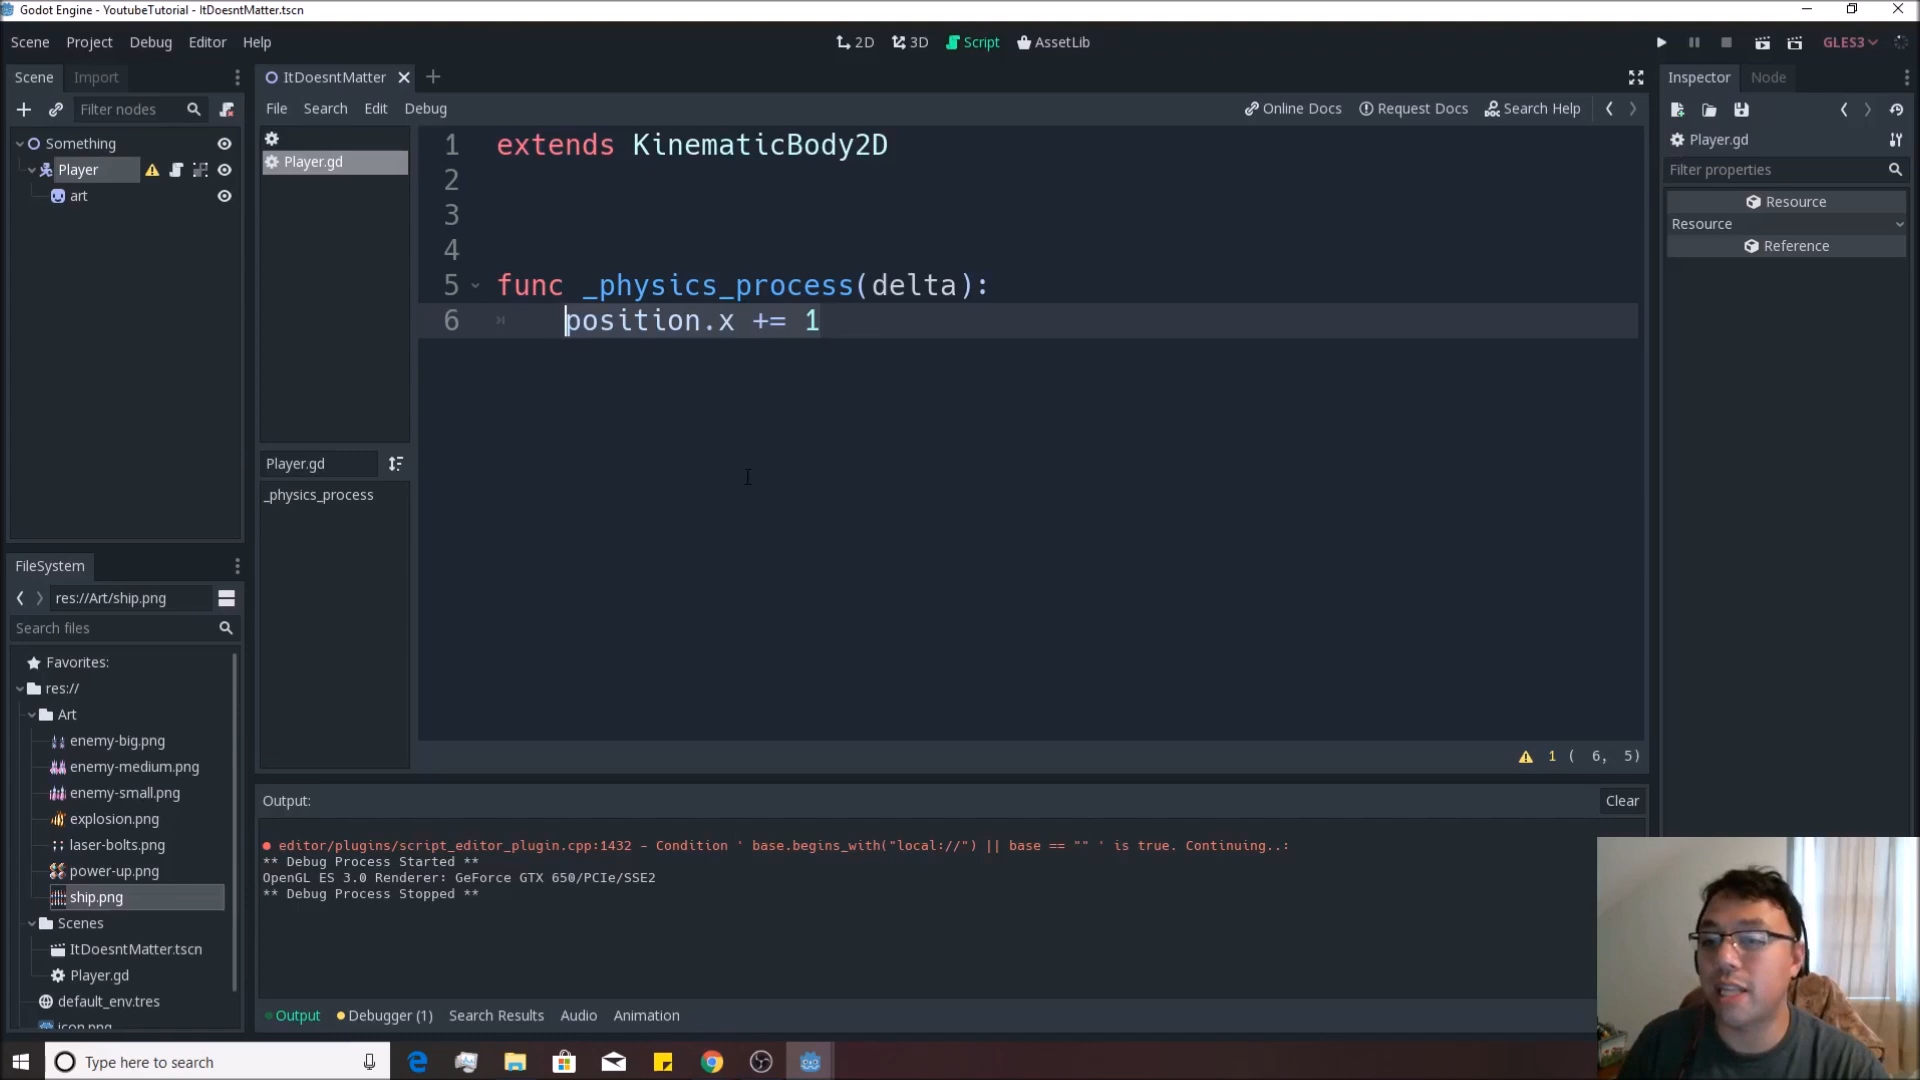 Godot Engine - YoutubeTutorial - ItDoesntMatter.tscn
Scene Project Debug Editor Help
2D 3D Script AssetLib
GLES3
Scene Import
ItDoesntMatter
Inspector Node
Filter nodes
File Search Edit Debug
Online Docs Request Docs Search Help
Something
Player
art
Player.gd
Player.gd
_physics_process
1 extends KinematicBody2D
2
3
4
5 func _physics_process(delta):
6 position.x += 1
1 ( 6, 5)
Player.gd
Filter properties
Resource
Resource
Reference
FileSystem
res://Art/ship.png
Search files
Favorites:
res://
Art
enemy-big.png
enemy-medium.png
enemy-small.png
explosion.png
laser-bolts.png
power-up.png
ship.png
Scenes
ItDoesntMatter.tscn
Player.gd
default_env.tres
icon.png
Output:
Clear
editor/plugins/script_editor_plugin.cpp:1432 - Condition ' base.begins_with("local://") || base == "" ' is true. Continuing..:
** Debug Process Started **
OpenGL ES 3.0 Renderer: GeForce GTX 650/PCIe/SSE2
** Debug Process Stopped **
Output Debugger (1) Search Results Audio Animation
Type here to search